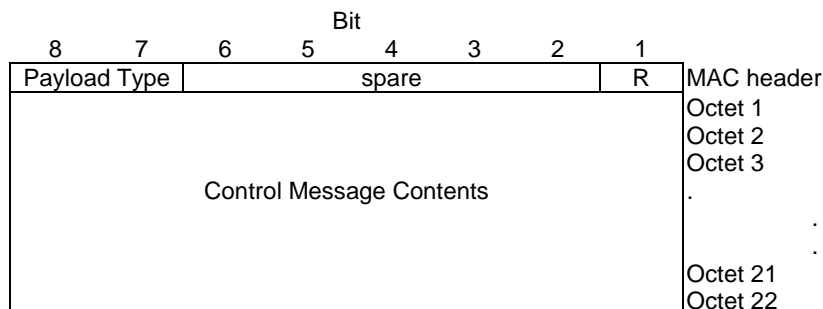 Bit
8 7 6 5 4 3 2 1
Payload Type spare R MAC header
Octet 1
Octet 2
Octet 3
Control Message Contents .
.
.
Octet 21
Octet 22